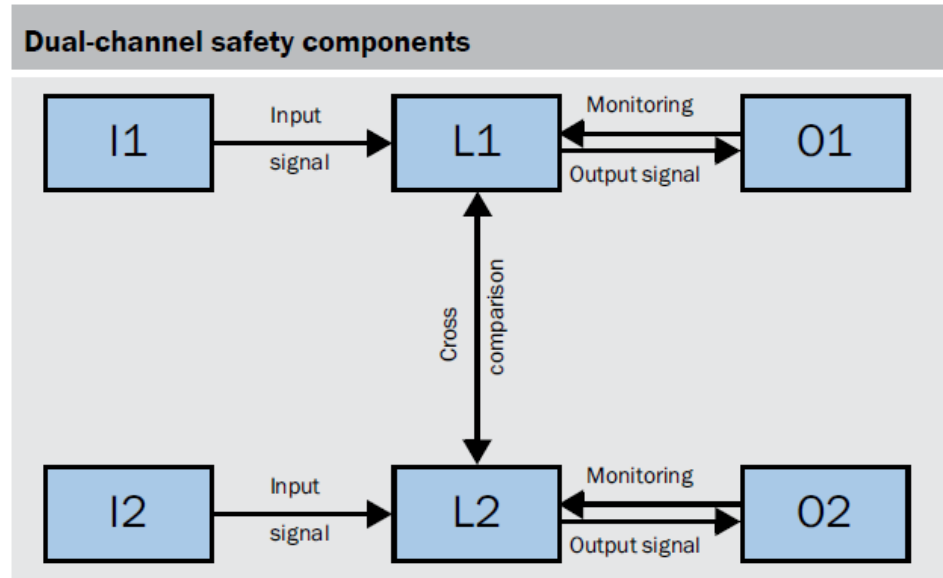 Dual-channel safety components
I1
Input
signal
L1
Monitoring
Output signal
O1
Cross
comparison
I2
Input
signal
L2
Monitoring
Output signal
O2